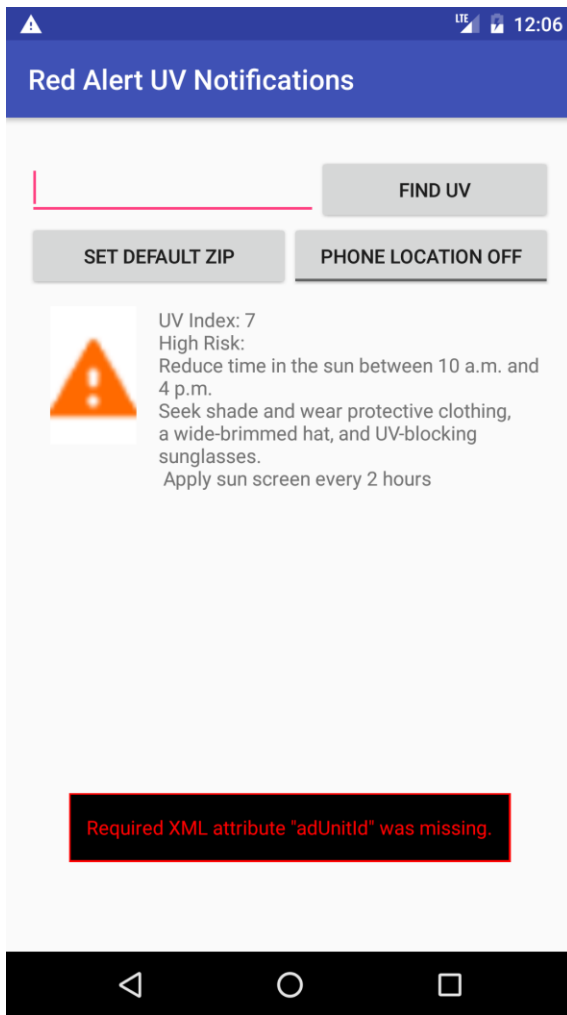 LTE 12:06
Red Alert UV Notifications
FIND UV
SET DEFAULT ZIP PHONE LOCATION OFF
UV Index: 7
High Risk:
Reduce time in the sun between 10 a.m. and
4 p.m.
Seek shade and wear protective clothing,
a wide-brimmed hat, and UV-blocking
sunglasses.
Apply sun screen every 2 hours
Required XML attribute "adUnitId" was missing.